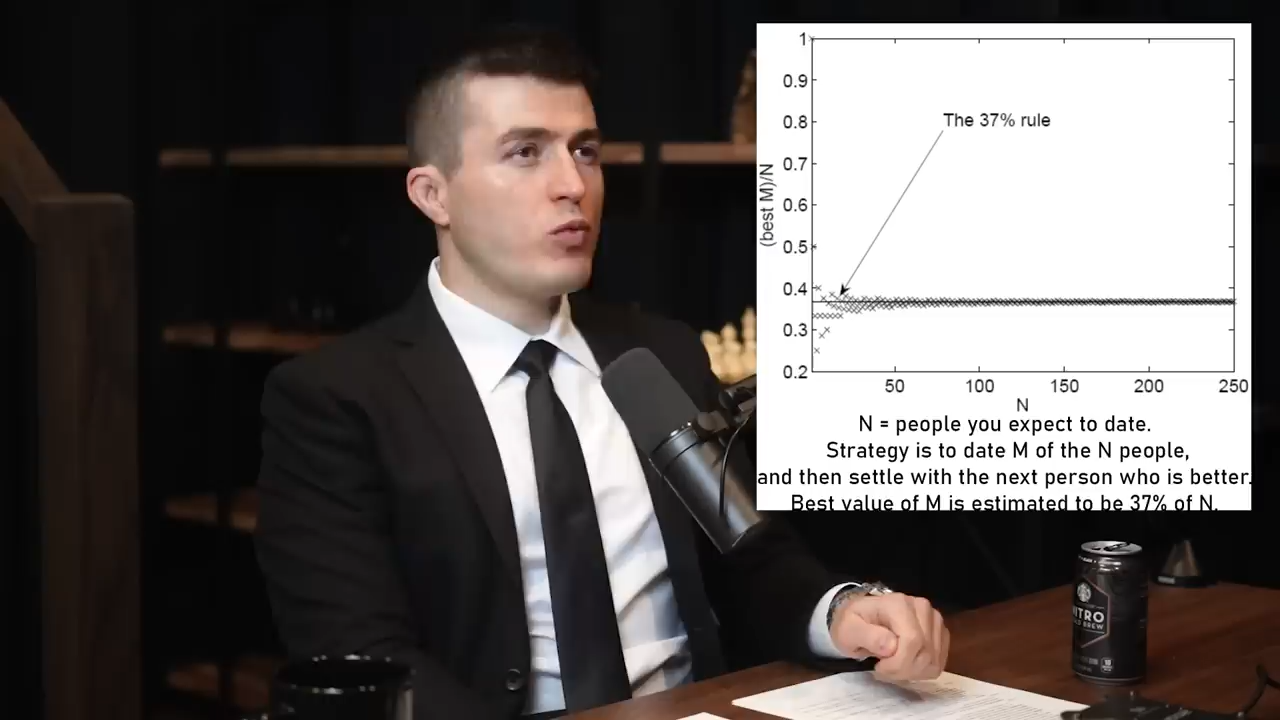 1
0.9
0.8
0.7
0.6
0.5
0.4
0.3
0.2
(best M)/N
The 37% rule
50 100 150 200 250
N
N = people you expect to date.
Strategy is to date M of the N people,
and then settle with the next person who is better.
Best value of M is estimated to be 37% of N.
NITRO
COLD BREW